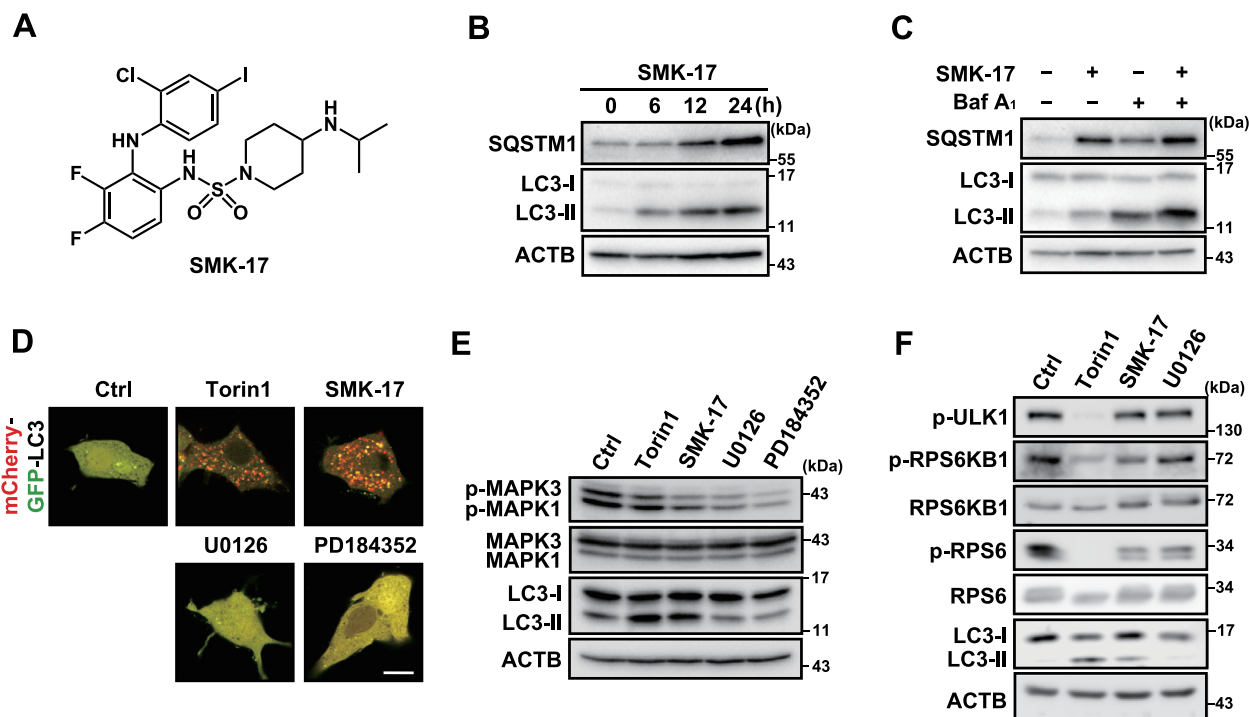 A
Cl
I
HN
H
N
H
N
F
S
N
O
O
F
SMK-17
B
SMK-17
0 6 12 24 (h)
(kDa)
SQSTM1
55
17
LC3-I
LC3-II
11
ACTB
43
C
SMK-17 – + – +
Baf A1 – – + +
(kDa)
SQSTM1
55
17
LC3-I
LC3-II
11
ACTB
43
D
Ctrl Torin1 SMK-17
mCherry-
GFP-LC3
U0126 PD184352
E
Ctrl Torin1 SMK-17 U0126 PD184352
(kDa)
p-MAPK3
43
p-MAPK1
MAPK3
43
MAPK1
17
LC3-I
LC3-II
11
ACTB
43
F
Ctrl Torin1 SMK-17 U0126
(kDa)
p-ULK1
130
p-RPS6KB1
72
RPS6KB1
72
p-RPS6
34
RPS6
34
LC3-I
17
LC3-II
ACTB
43